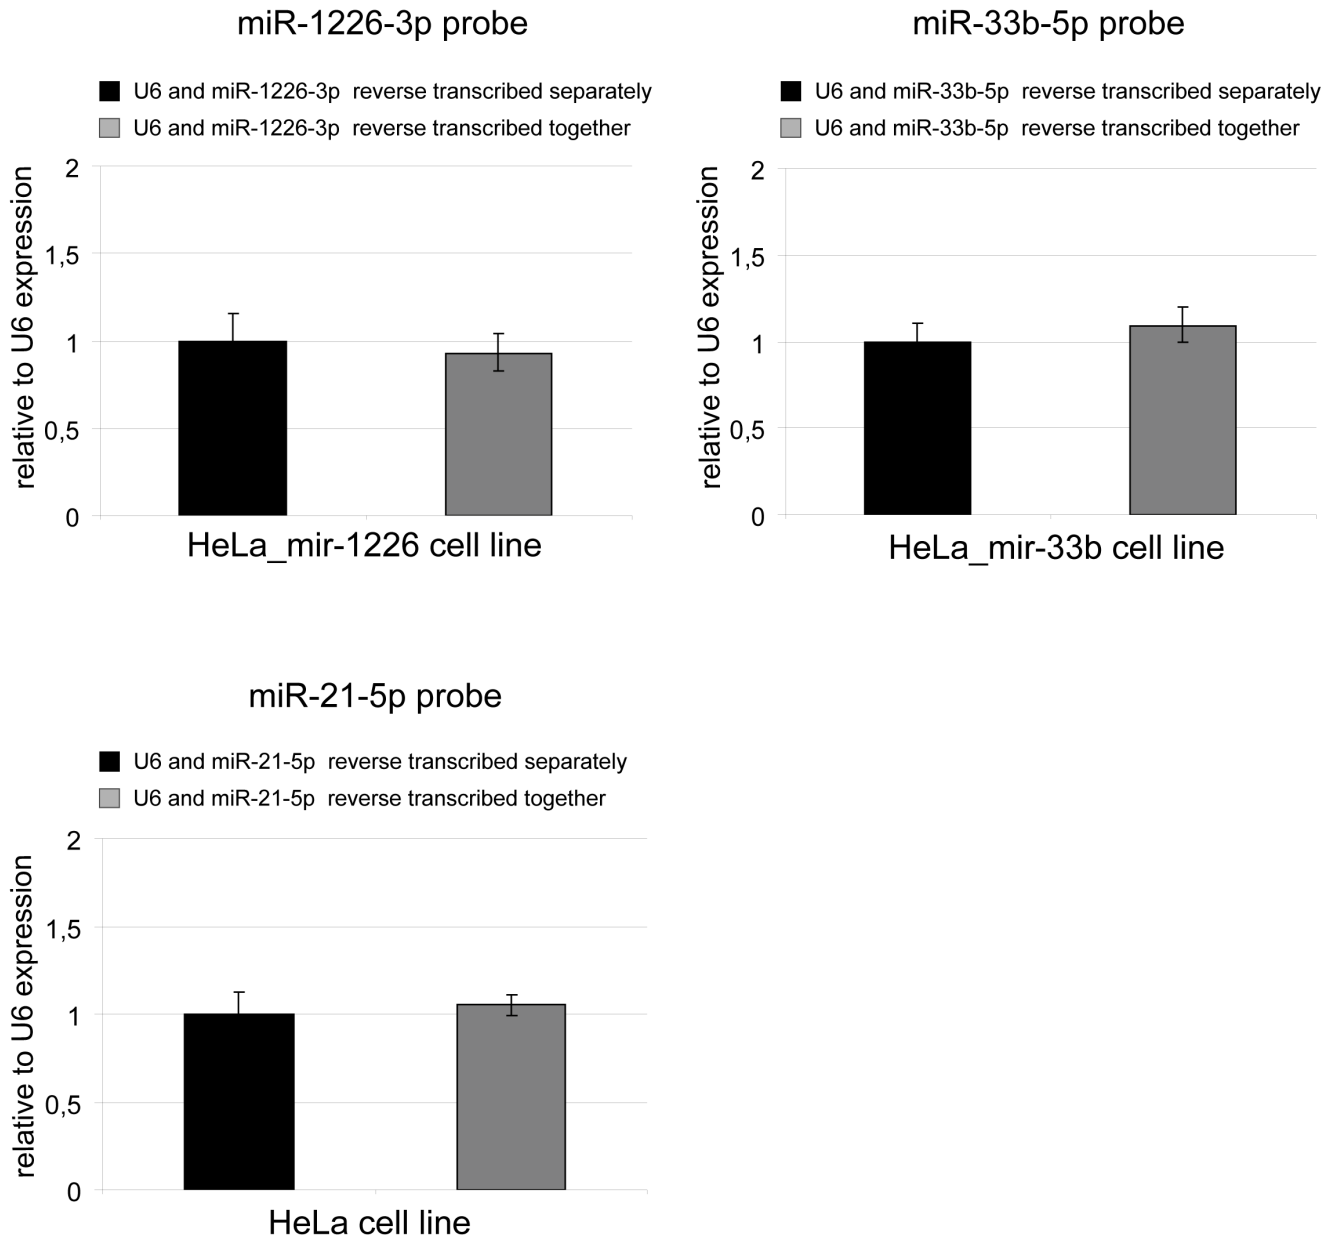 miR-1226-3p probe
U6 and miR-1226-3p reverse transcribed separately
U6 and miR-1226-3p reverse transcribed together
relative to U6 expression
2
1,5
1
0,5
0
HeLa_mir-1226 cell line
miR-33b-5p probe
U6 and miR-33b-5p reverse transcribed separately
U6 and miR-33b-5p reverse transcribed together
relative to U6 expression
2
1,5
1
0,5
0
HeLa_mir-33b cell line
miR-21-5p probe
U6 and miR-21-5p reverse transcribed separately
U6 and miR-21-5p reverse transcribed together
relative to U6 expression
2
1,5
1
0,5
0
HeLa cell line